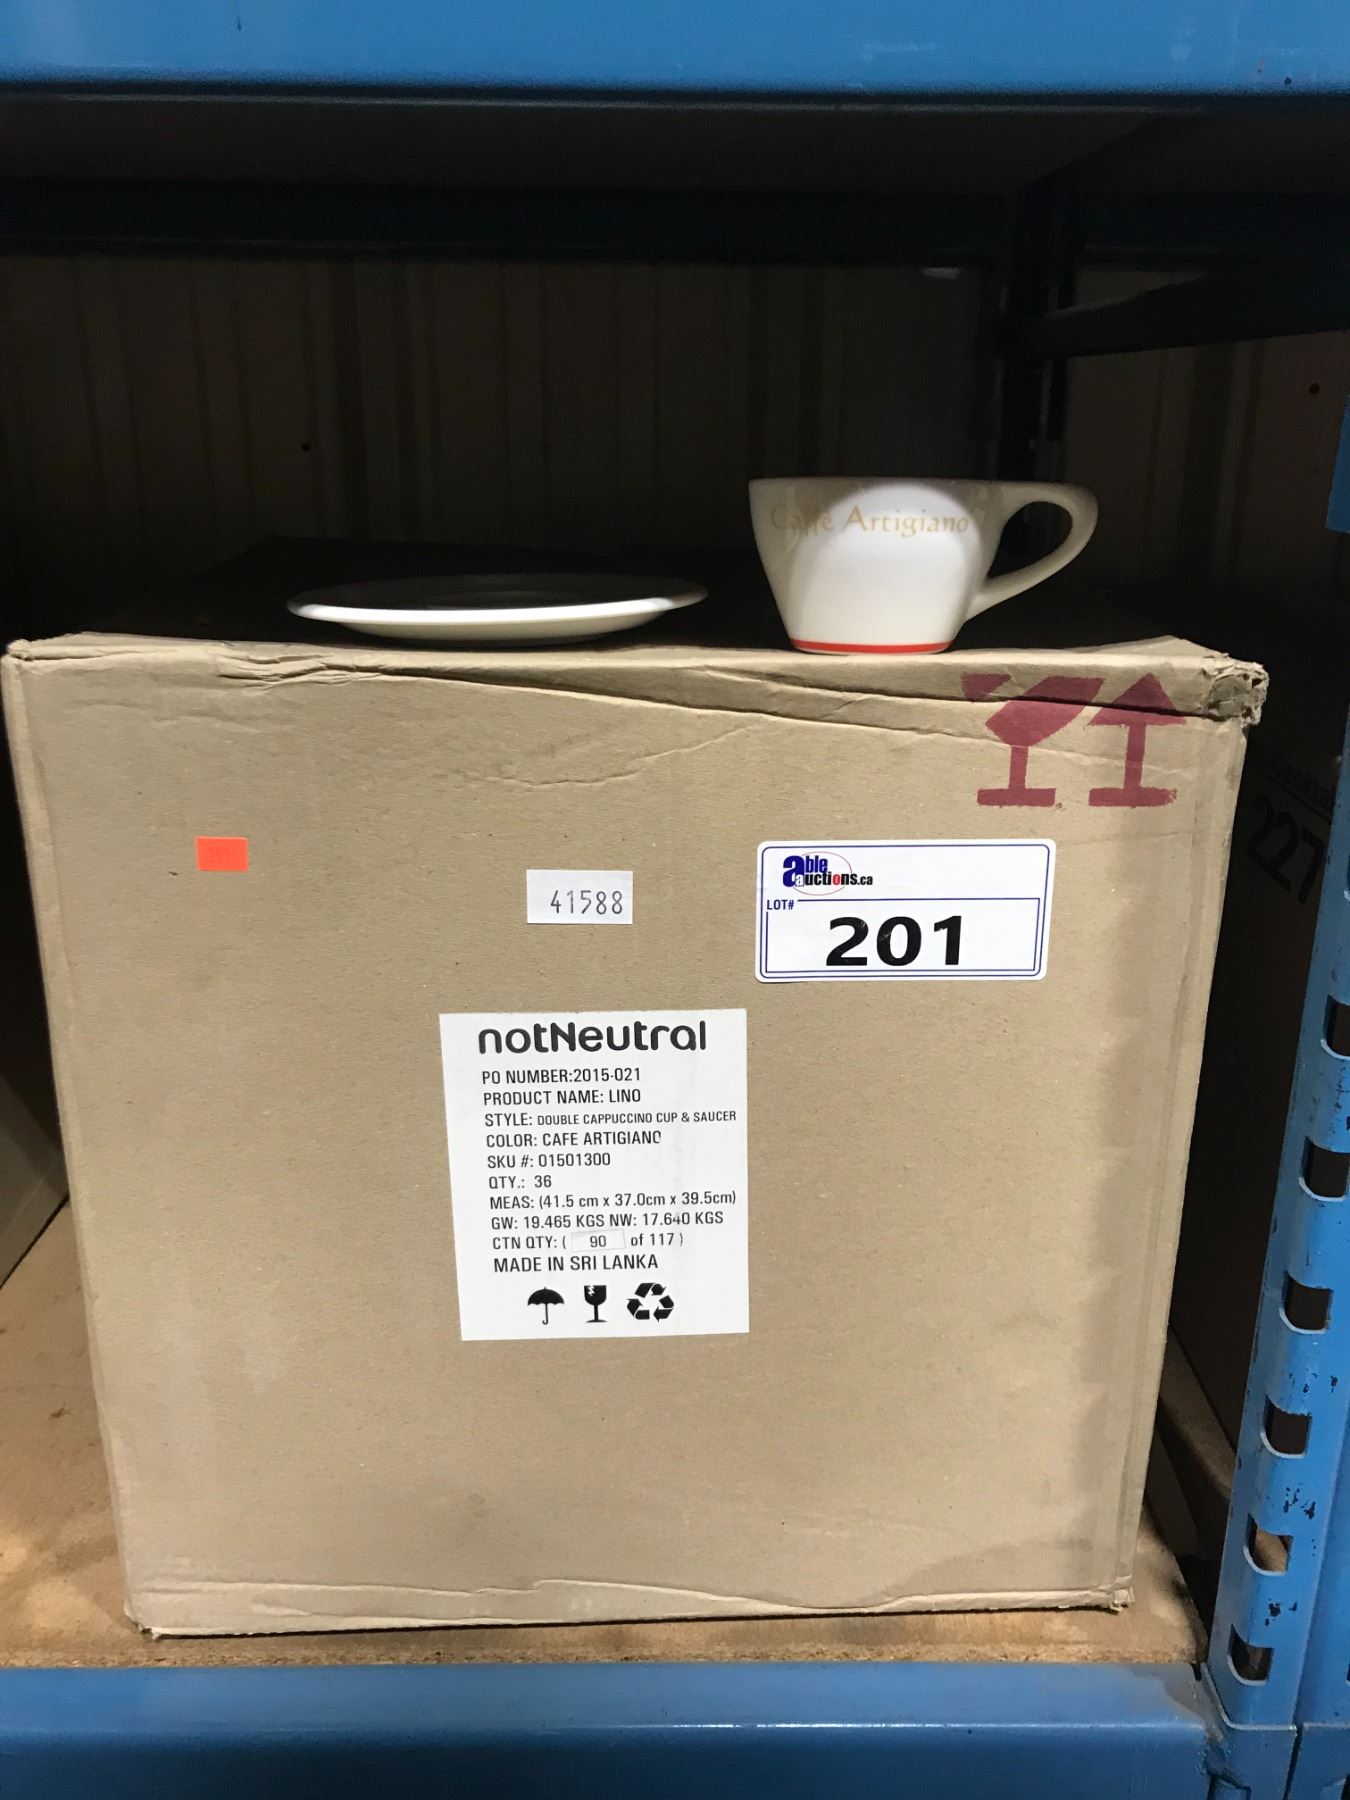 Caffè Artigiano
41588
able
auctions.ca
LOT#
201
notNeutral
PO NUMBER:2015-021
PRODUCT NAME: LINO
STYLE: DOUBLE CAPPUCCINO CUP & SAUCER
COLOR: CAFE ARTIGIANO
SKU #: 01501300
QTY.: 36
MEAS: (41.5 cm x 37.0cm x 39.5cm)
GW: 19.465 KGS NW: 17.640 KGS
CTN QTY: ( 90 of 117 )
MADE IN SRI LANKA
227